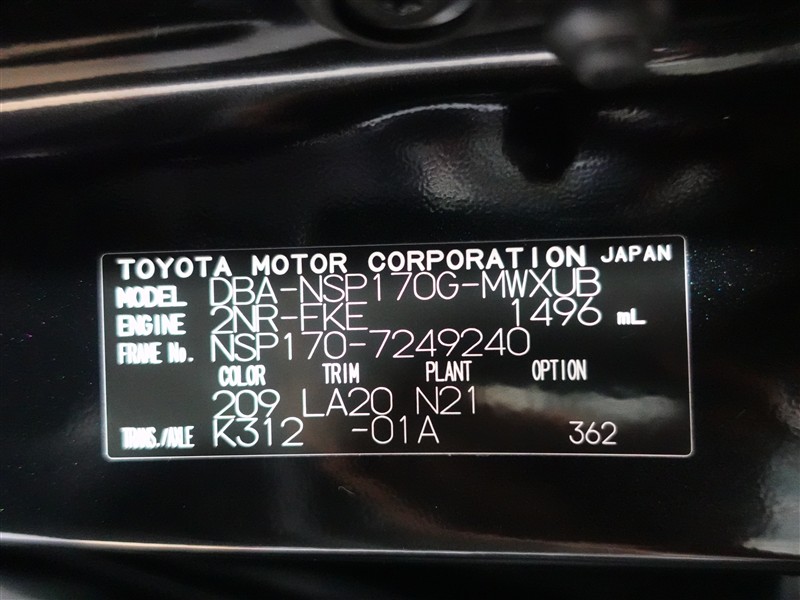 TOYOTA MOTOR CORPORATION JAPAN
MODEL DBA-NSP170G-MWXUB
ENGINE 2NR-FKE 1496 mL
FRAME No. NSP170-7249240
COLOR TRIM PLANT OPTION
209 LA20 N21
TRANS./AXLE K312 -01A 362